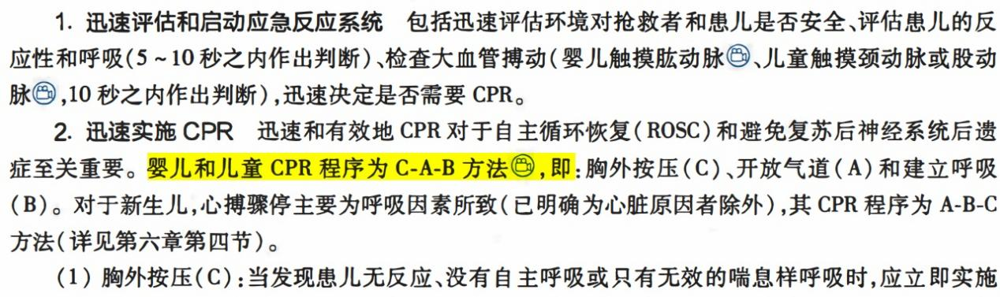 1. 迅速评估和启动应急反应系统　包括迅速评估环境对抢救者和患儿是否安全、评估患儿的反
应性和呼吸(5~10秒之内作出判断)、检查大血管搏动(婴儿触摸肱动脉、儿童触摸颈动脉或股动
脉,10秒之内作出判断),迅速决定是否需要 CPR。
2. 迅速实施 CPR　迅速和有效地 CPR 对于自主循环恢复(ROSC)和避免复苏后神经系统后遗
症至关重要。婴儿和儿童 CPR 程序为 C-A-B 方法,即:胸外按压(C)、开放气道(A)和建立呼吸
(B)。对于新生儿,心搏骤停主要为呼吸因素所致(已明确为心脏原因者除外),其 CPR 程序为 A-B-C
方法(详见第六章第四节)。
(1) 胸外按压(C):当发现患儿无反应、没有自主呼吸或只有无效的喘息样呼吸时,应立即实施